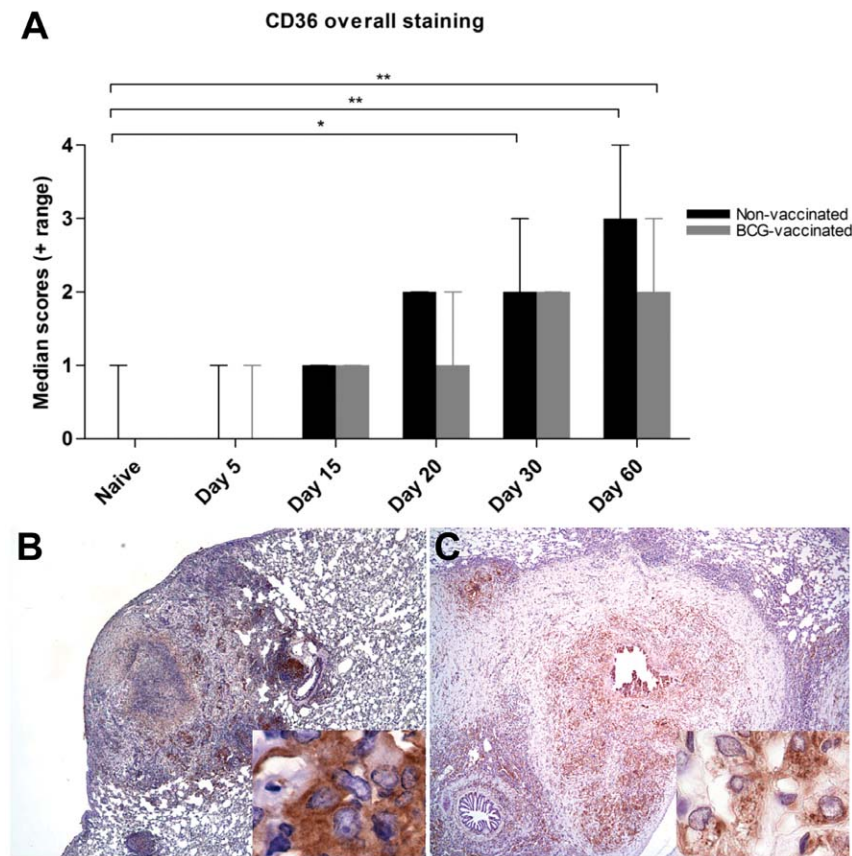 A
CD36 overall staining
**
**
*
Median scores (+ range)
4
3
2
1
0
Non-vaccinated
BCG-vaccinated
Naive
Day 5
Day 15
Day 20
Day 30
Day 60
B
C